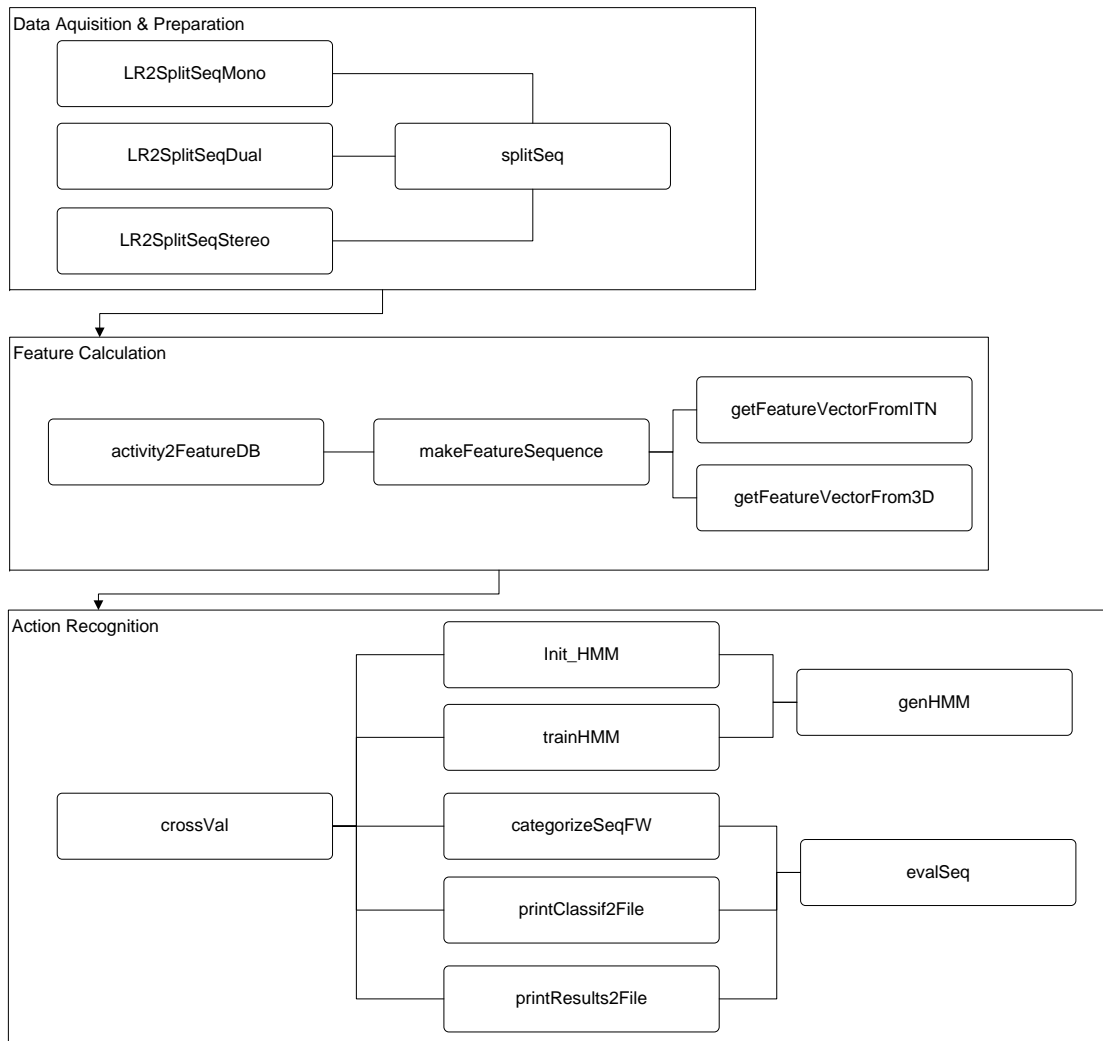 Data Aquisition & Preparation
LR2SplitSeqMono
LR2SplitSeqDual
splitSeq
LR2SplitSeqStereo
Feature Calculation
getFeatureVectorFromITN
activity2FeatureDB
makeFeatureSequence
getFeatureVectorFrom3D
Action Recognition
Init_HMM
genHMM
trainHMM
crossVal
categorizeSeqFW
evalSeq
printClassif2File
printResults2File